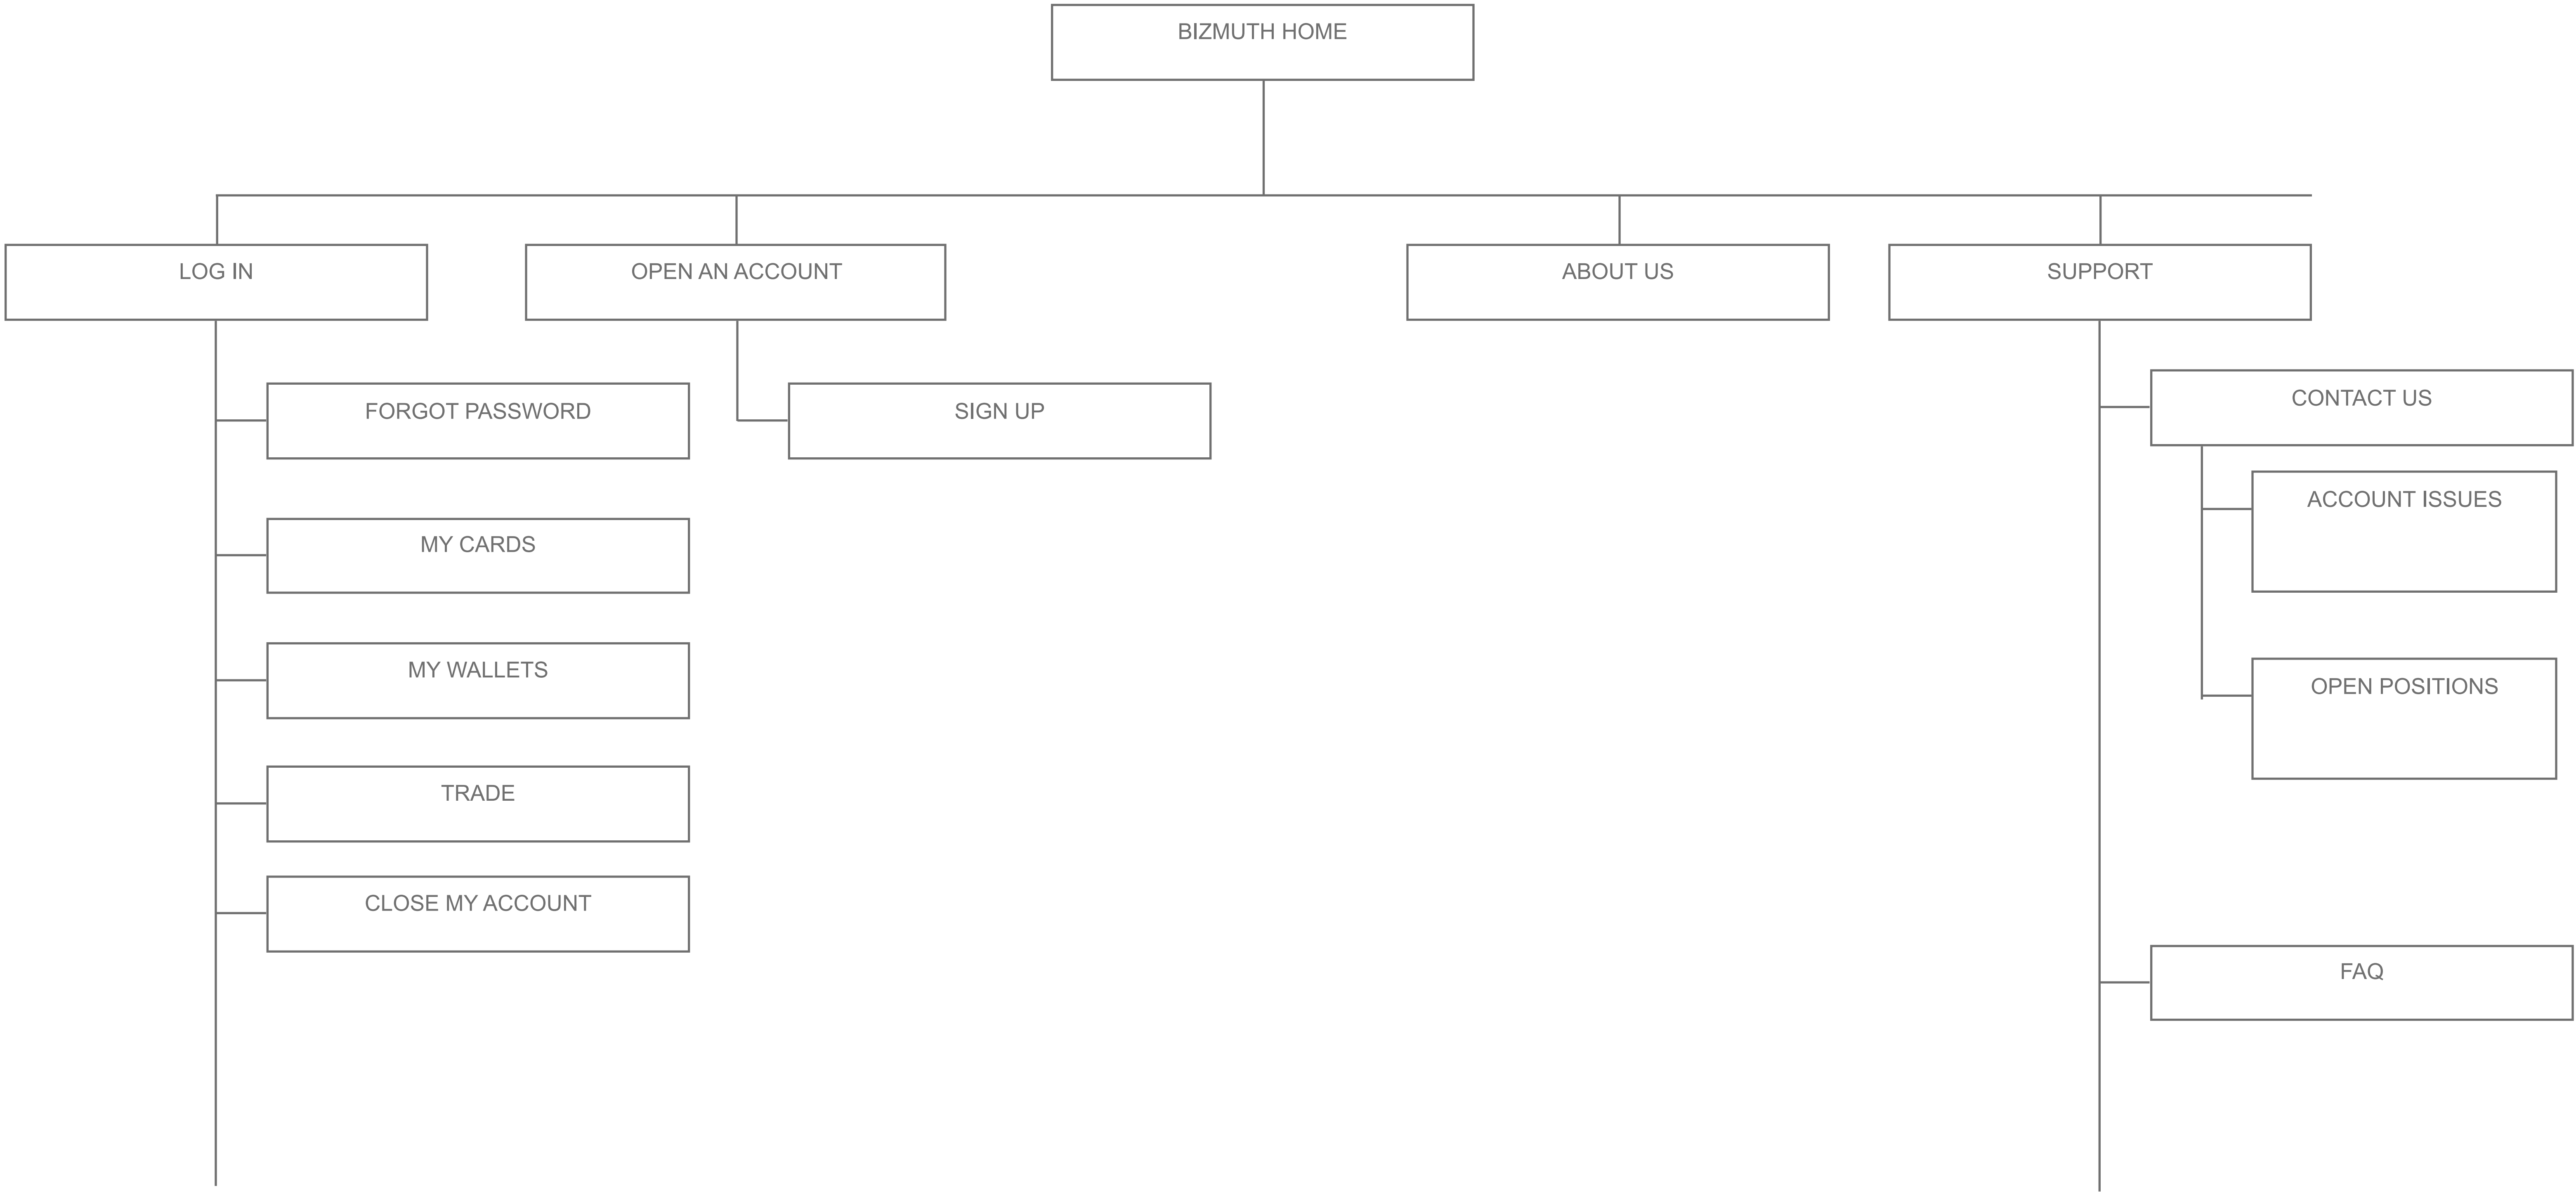 BIZMUTH HOME
LOG IN
OPEN AN ACCOUNT
ABOUT US
SUPPORT
FORGOT PASSWORD
MY CARDS
MY WALLETS
TRADE
CLOSE MY ACCOUNT
SIGN UP
CONTACT US
ACCOUNT ISSUES
OPEN POSITIONS
FAQ